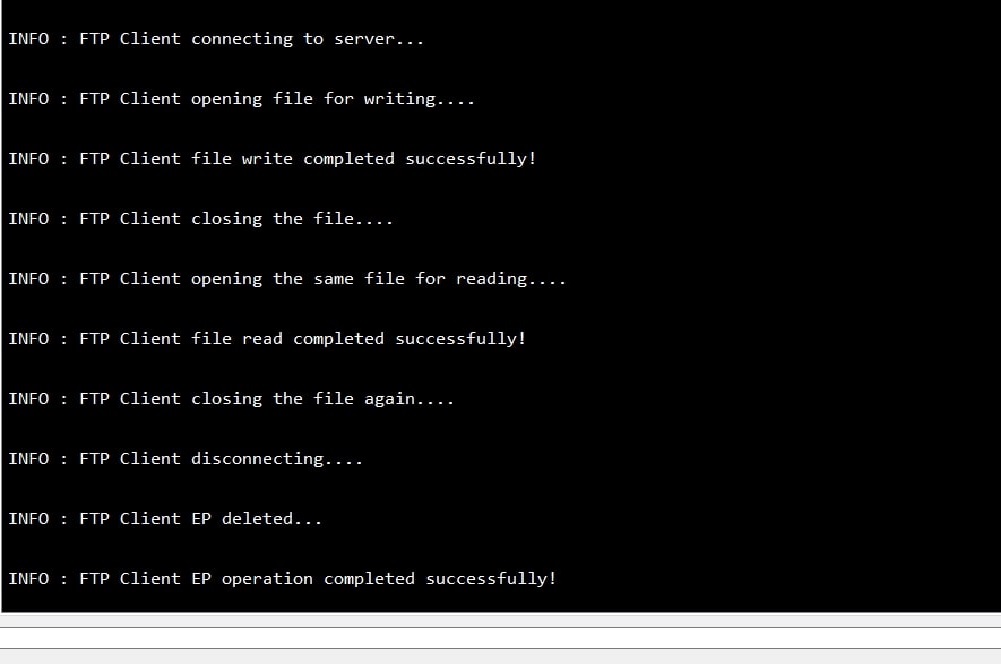 INFO : FTP Client connecting to server...
INFO : FTP Client opening file for writing....
INFO : FTP Client file write completed successfully!
INFO : FTP Client closing the file....
INFO : FTP Client opening the same file for reading....
INFO : FTP Client file read completed successfully!
INFO : FTP Client closing the file again....
INFO : FTP Client disconnecting....
INFO : FTP Client EP deleted...
INFO : FTP Client EP operation completed successfully!